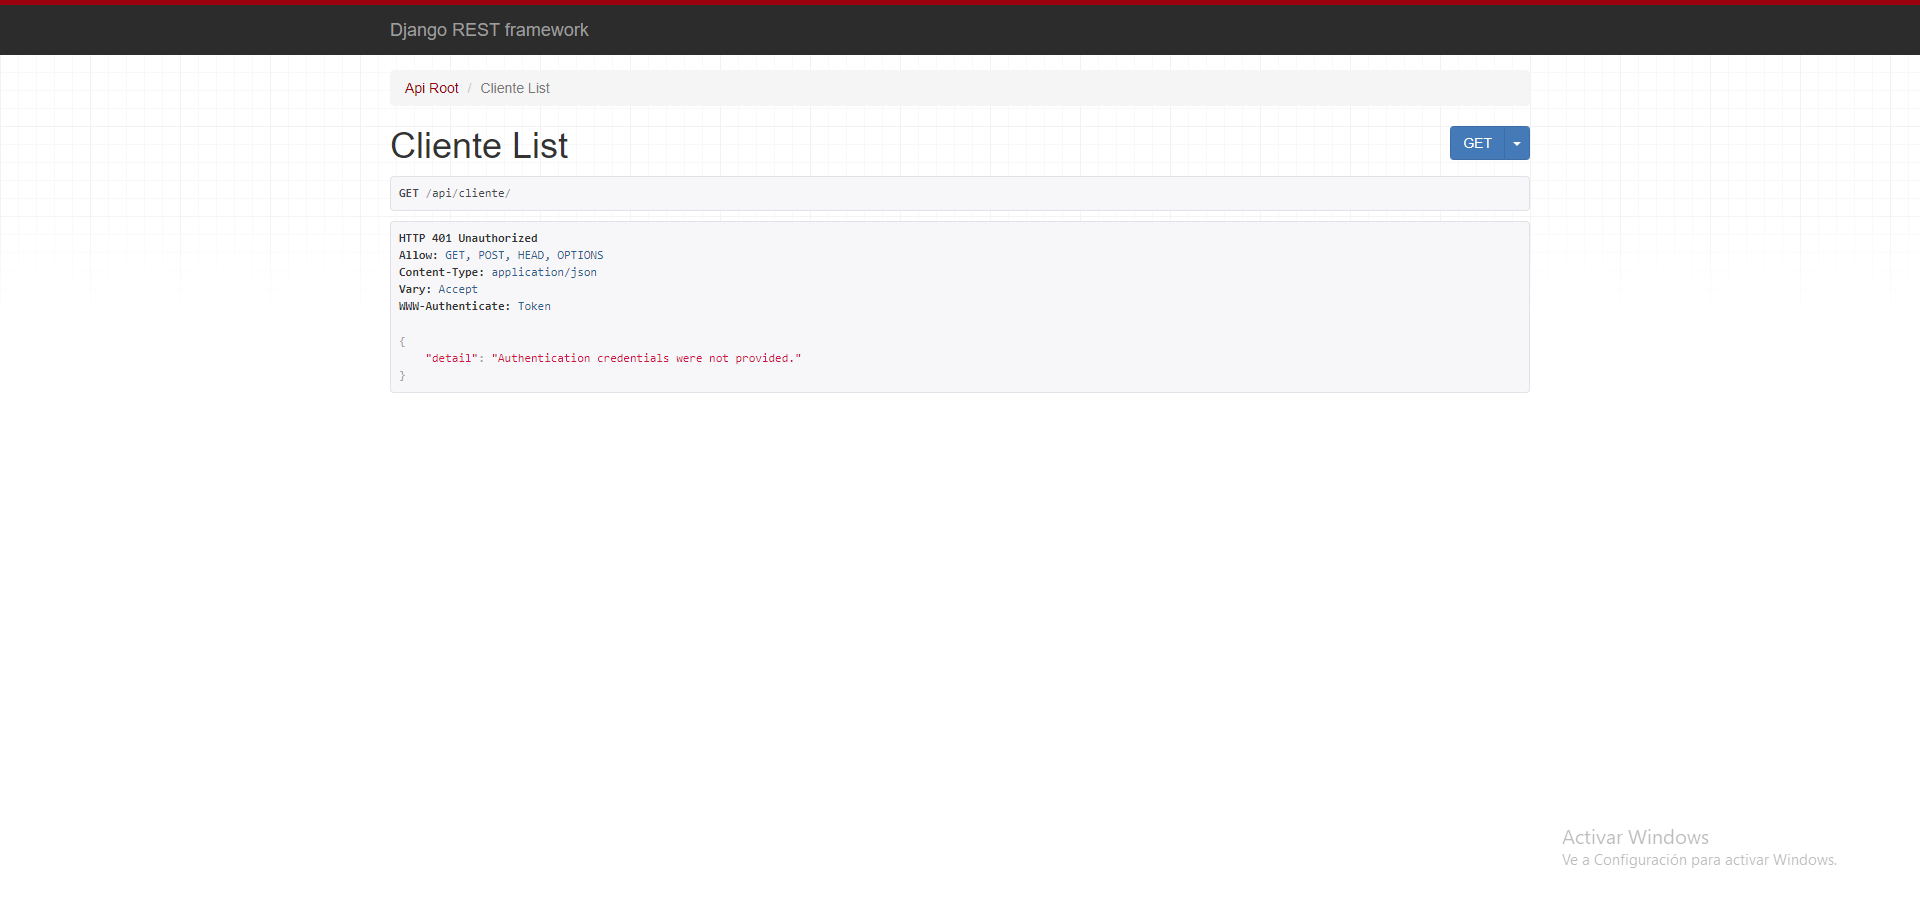 Django REST framework
Api Root / Cliente List
Cliente List
GET
GET /api/cliente/
HTTP 401 Unauthorized
Allow: GET, POST, HEAD, OPTIONS
Content-Type: application/json
Vary: Accept
WWW-Authenticate: Token
{
    "detail": "Authentication credentials were not provided."
}
Activar Windows
Ve a Configuración para activar Windows.